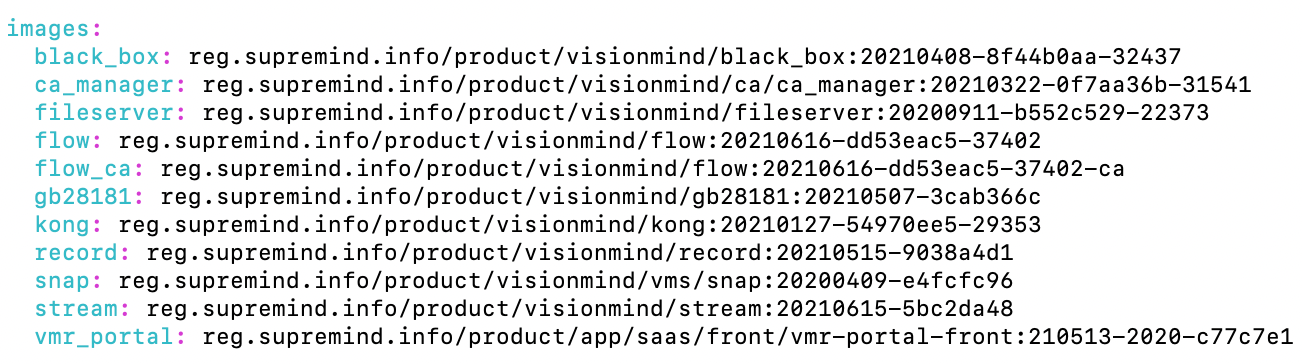 images:
  black_box: reg.supremind.info/product/visionmind/black_box:20210408-8f44b0aa-32437
  ca_manager: reg.supremind.info/product/visionmind/ca/ca_manager:20210322-0f7aa36b-31541
  fileserver: reg.supremind.info/product/visionmind/fileserver:20200911-b552c529-22373
  flow: reg.supremind.info/product/visionmind/flow:20210616-dd53eac5-37402
  flow_ca: reg.supremind.info/product/visionmind/flow:20210616-dd53eac5-37402-ca
  gb28181: reg.supremind.info/product/visionmind/gb28181:20210507-3cab366c
  kong: reg.supremind.info/product/visionmind/kong:20210127-54970ee5-29353
  record: reg.supremind.info/product/visionmind/record:20210515-9038a4d1
  snap: reg.supremind.info/product/visionmind/vms/snap:20200409-e4fcfc96
  stream: reg.supremind.info/product/visionmind/stream:20210615-5bc2da48
  vmr_portal: reg.supremind.info/product/app/saas/front/vmr-portal-front:210513-2020-c77c7e1